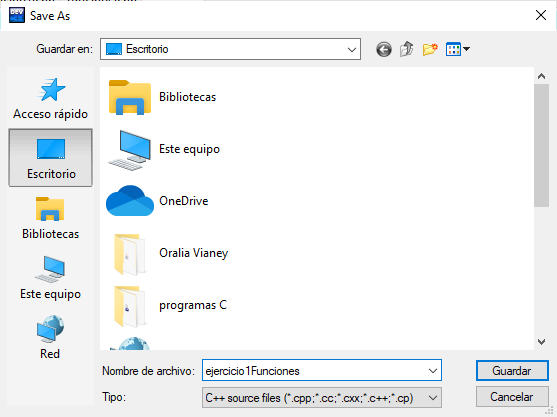 Save As
Guardar en:
Escritorio
Acceso rápido
Escritorio
Bibliotecas
Este equipo
Red
Bibliotecas
Este equipo
OneDrive
Oralia Vianey
programas C
Nombre de archivo:
ejercicio1Funciones
Guardar
Tipo:
C++ source files (*.cpp;*.cc;*.cxx;*.c++;*.cp)
Cancelar